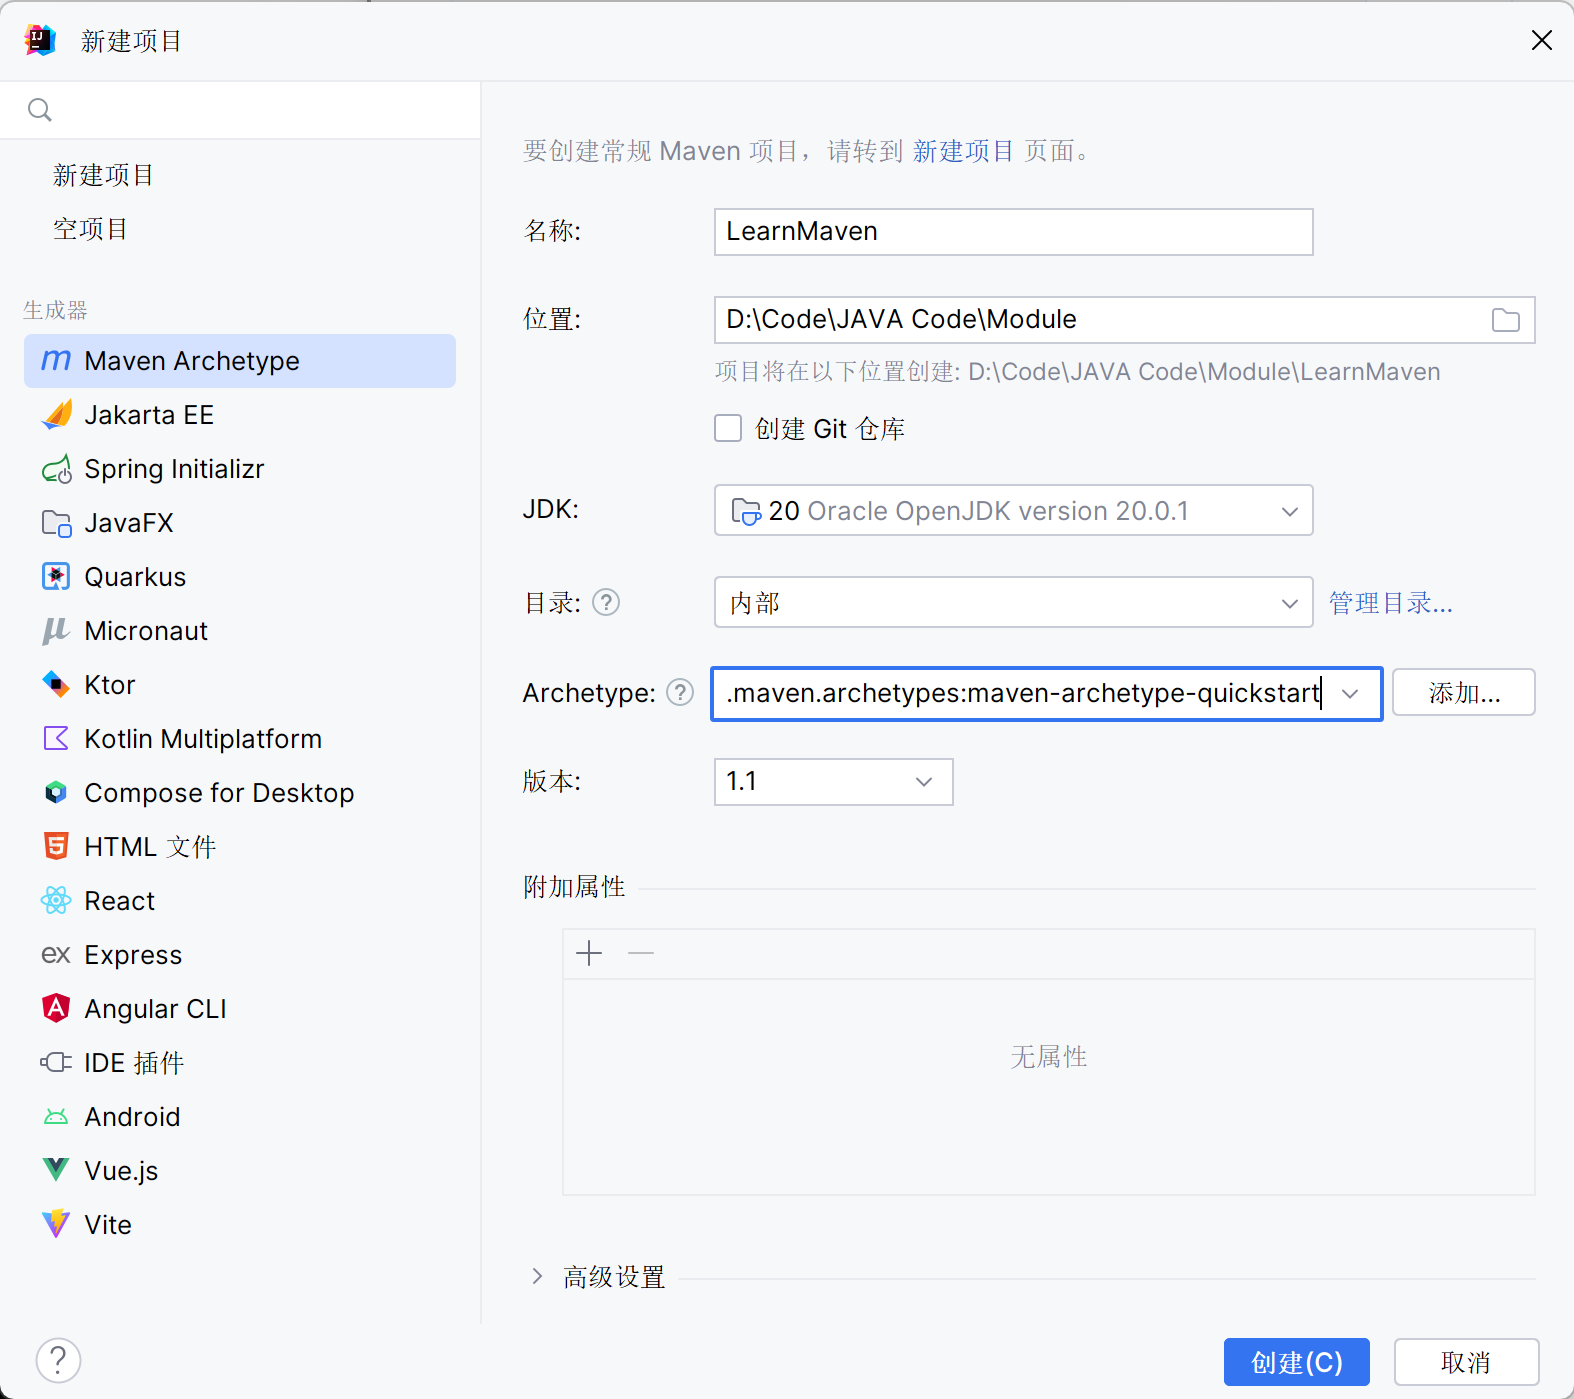 新建项目
新建项目
空项目
生成器
Maven Archetype
Jakarta EE
Spring Initializr
JavaFX
Quarkus
Micronaut
Ktor
Kotlin Multiplatform
Compose for Desktop
HTML 文件
React
Express
Angular CLI
IDE 插件
Android
Vue.js
Vite
要创建常规 Maven 项目，请转到 新建项目 页面。
名称: LearnMaven
位置: D:\Code\JAVA Code\Module
项目将在以下位置创建: D:\Code\JAVA Code\Module\LearnMaven
创建 Git 仓库
JDK: 20 Oracle OpenJDK version 20.0.1
目录: ? 内部 管理目录...
Archetype: ? .maven.archetypes:maven-archetype-quickstart 添加...
版本: 1.1
附加属性
无属性
高级设置
? 创建(C) 取消